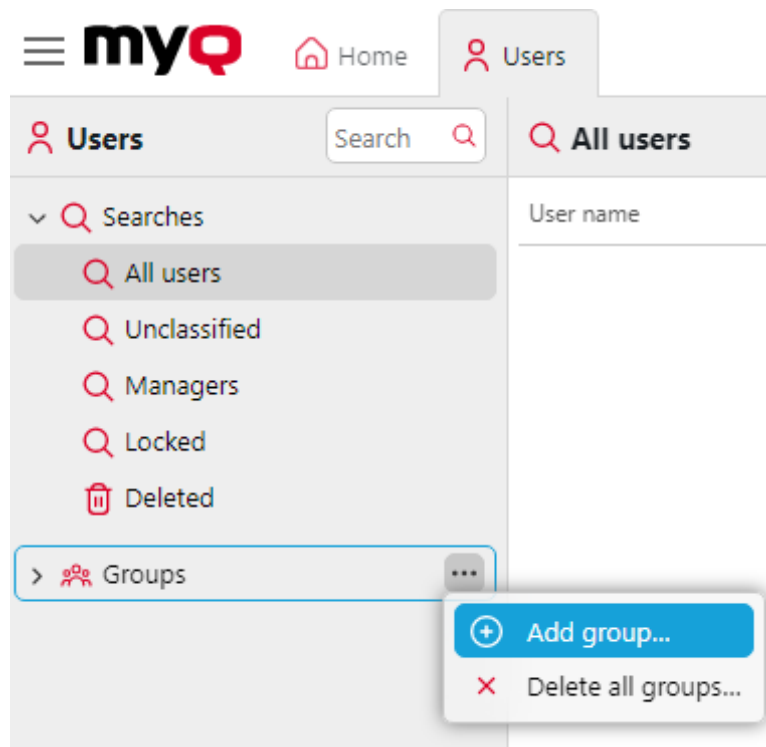 myQ Home Users
Users Search All users
Searches User name
All users
Unclassified
Managers
Locked
Deleted
Groups ...
Add group...
Delete all groups...